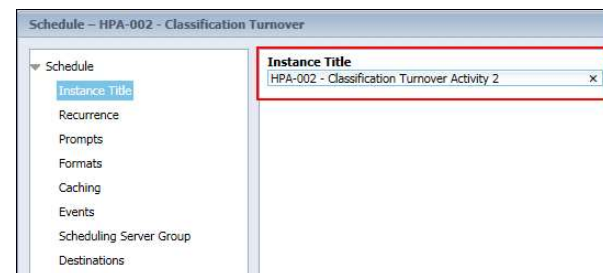 Schedule – HPA-002 - Classification Turnover
Schedule
Instance Title
Recurrence
Prompts
Formats
Caching
Events
Scheduling Server Group
Destinations
Instance Title
HPA-002 - Classification Turnover Activity 2 ×